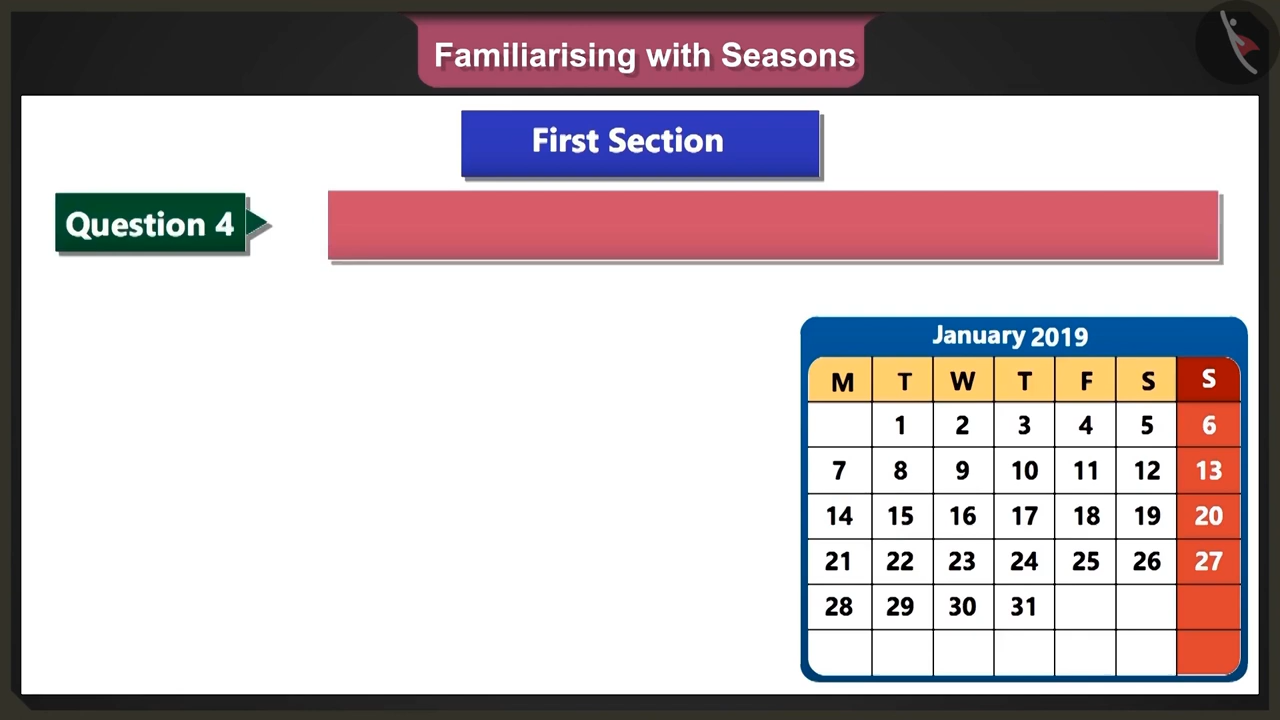 Familiarising with Seasons
First Section
Question 4
January 2019
M T W T F S S
1 2 3 4 5 6
7 8 9 10 11 12 13
14 15 16 17 18 19 20
21 22 23 24 25 26 27
28 29 30 31